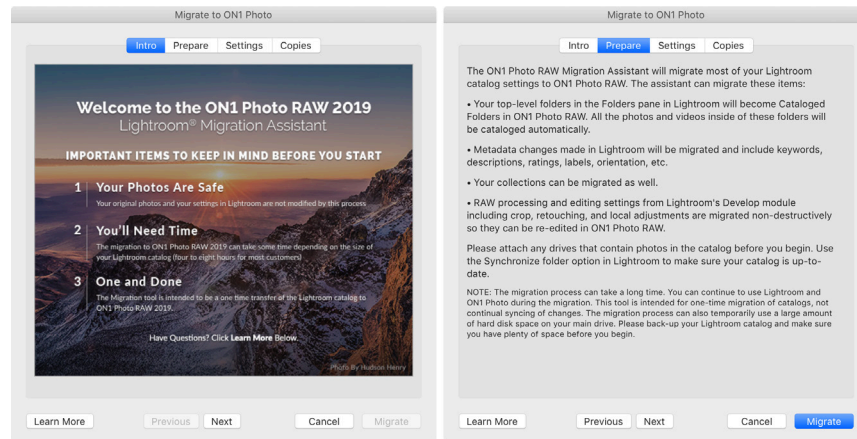 Migrate to ON1 Photo
Intro Prepare Settings Copies
Welcome to the ON1 Photo RAW 2019
Lightroom® Migration Assistant
IMPORTANT ITEMS TO KEEP IN MIND BEFORE YOU START
1 Your Photos Are Safe
Your original photos and your settings in Lightroom are not modified by this process
2 You'll Need Time
The migration to ON1 Photo RAW 2019 can take some time depending on the size of
your Lightroom catalog (four to eight hours for most customers)
3 One and Done
The Migration tool is intended to be a one time transfer of the Lightroom catalog to
ON1 Photo RAW 2019.
Have Questions? Click Learn More Below.
Photo By Hudson Henry
Learn More Previous Next Cancel Migrate
Migrate to ON1 Photo
Intro Prepare Settings Copies
The ON1 Photo RAW Migration Assistant will migrate most of your Lightroom
catalog settings to ON1 Photo RAW. The assistant can migrate these items:
• Your top-level folders in the Folders pane in Lightroom will become Cataloged
Folders in ON1 Photo RAW. All the photos and videos inside of these folders will
be cataloged automatically.
• Metadata changes made in Lightroom will be migrated and include keywords,
descriptions, ratings, labels, orientation, etc.
• Your collections can be migrated as well.
• RAW processing and editing settings from Lightroom's Develop module
including crop, retouching, and local adjustments are migrated non-destructively
so they can be re-edited in ON1 Photo RAW.
Please attach any drives that contain photos in the catalog before you begin. Use
the Synchronize folder option in Lightroom to make sure your catalog is up-to-
date.
NOTE: The migration process can take a long time. You can continue to use Lightroom and
ON1 Photo during the migration. This tool is intended for one-time migration of catalogs, not
continual syncing of changes. The migration process can also temporarily use a large amount
of hard disk space on your main drive. Please back-up your Lightroom catalog and make sure
you have plenty of space before you begin.
Learn More Previous Next Cancel Migrate